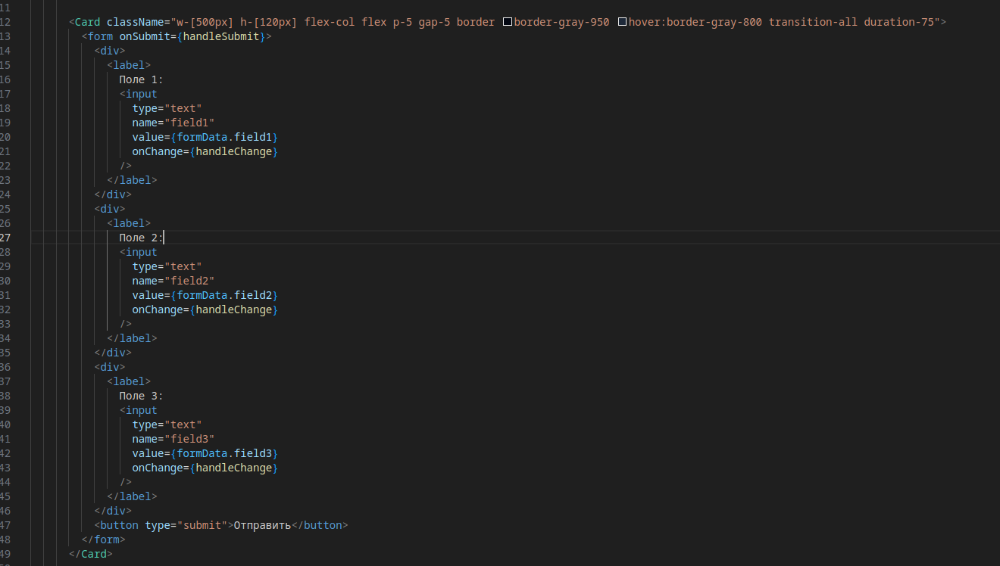 11
12 <Card className="w-[500px] h-[120px] flex-col flex p-5 gap-5 border border-gray-950 hover:border-gray-800 transition-all duration-75">
13 <form onSubmit={handleSubmit}>
14 <div>
15 <label>
16 Поле 1:
17 <input
18 type="text"
19 name="field1"
20 value={formData.field1}
21 onChange={handleChange}
22 />
23 </label>
24 </div>
25 <div>
26 <label>
27 Поле 2:
28 <input
29 type="text"
30 name="field2"
31 value={formData.field2}
32 onChange={handleChange}
33 />
34 </label>
35 </div>
36 <div>
37 <label>
38 Поле 3:
39 <input
40 type="text"
41 name="field3"
42 value={formData.field3}
43 onChange={handleChange}
44 />
45 </label>
46 </div>
47 <button type="submit">Отправить</button>
48 </form>
49 </Card>